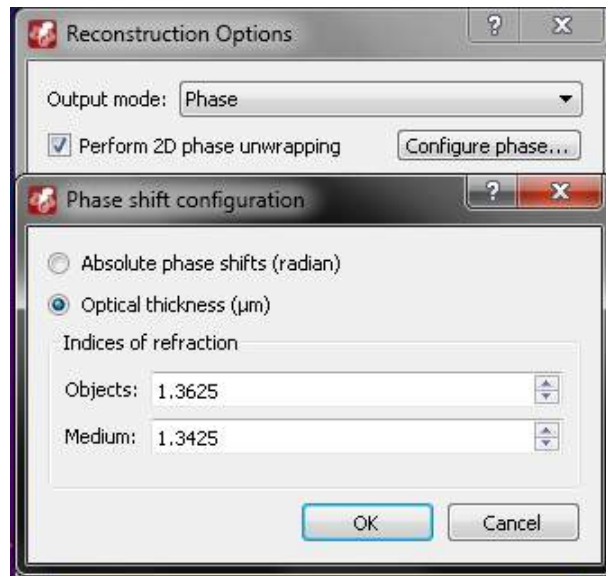 Reconstruction Options
Output mode: Phase
Perform 2D phase unwrapping Configure phase...
Phase shift configuration
Absolute phase shifts (radian)
Optical thickness (µm)
Indices of refraction
Objects: 1.3625
Medium: 1.3425
OK Cancel